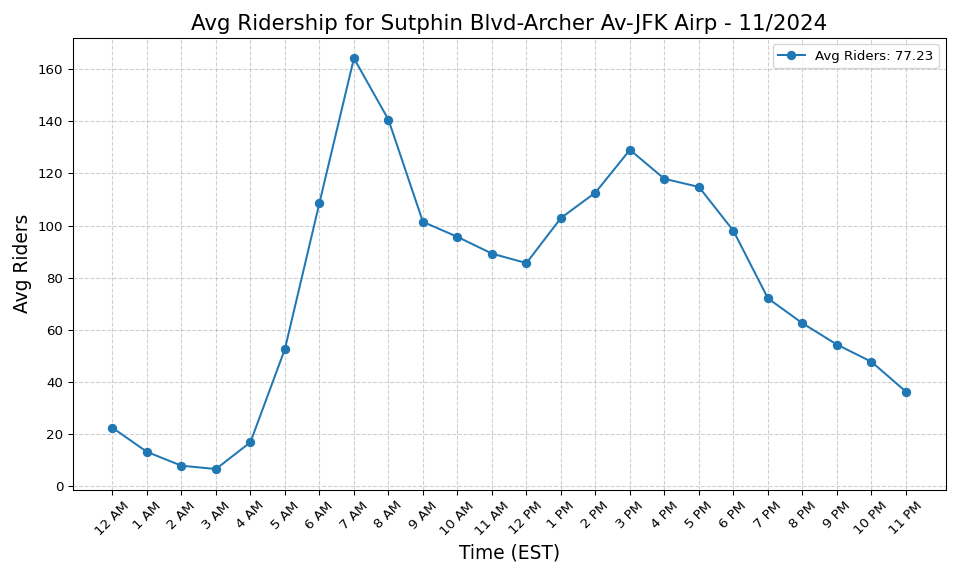 Avg Ridership for Sutphin Blvd-Archer Av-JFK Airp - 11/2024
Avg Riders: 77.23
Avg Riders
160
140
120
100
80
60
40
20
0
12 AM
1 AM
2 AM
3 AM
4 AM
5 AM
6 AM
7 AM
8 AM
9 AM
10 AM
11 AM
12 PM
1 PM
2 PM
3 PM
4 PM
5 PM
6 PM
7 PM
8 PM
9 PM
10 PM
11 PM
Time (EST)